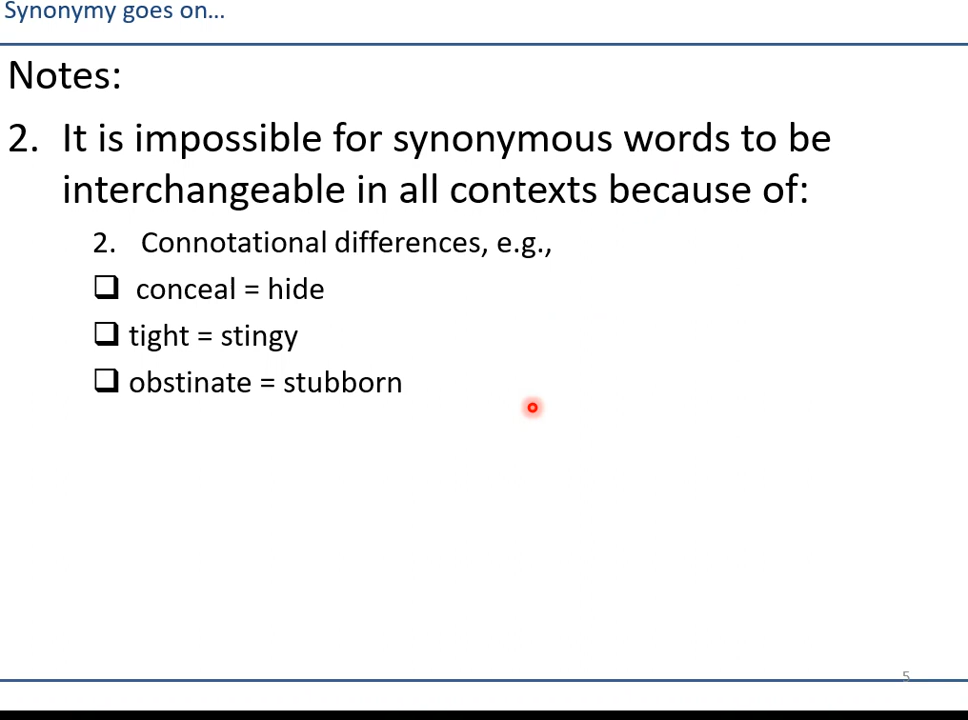 Synonymy goes on…
Notes:
2. It is impossible for synonymous words to be
interchangeable in all contexts because of:
2. Connotational differences, e.g.,
❑ conceal = hide
❑ tight = stingy
❑ obstinate = stubborn
5